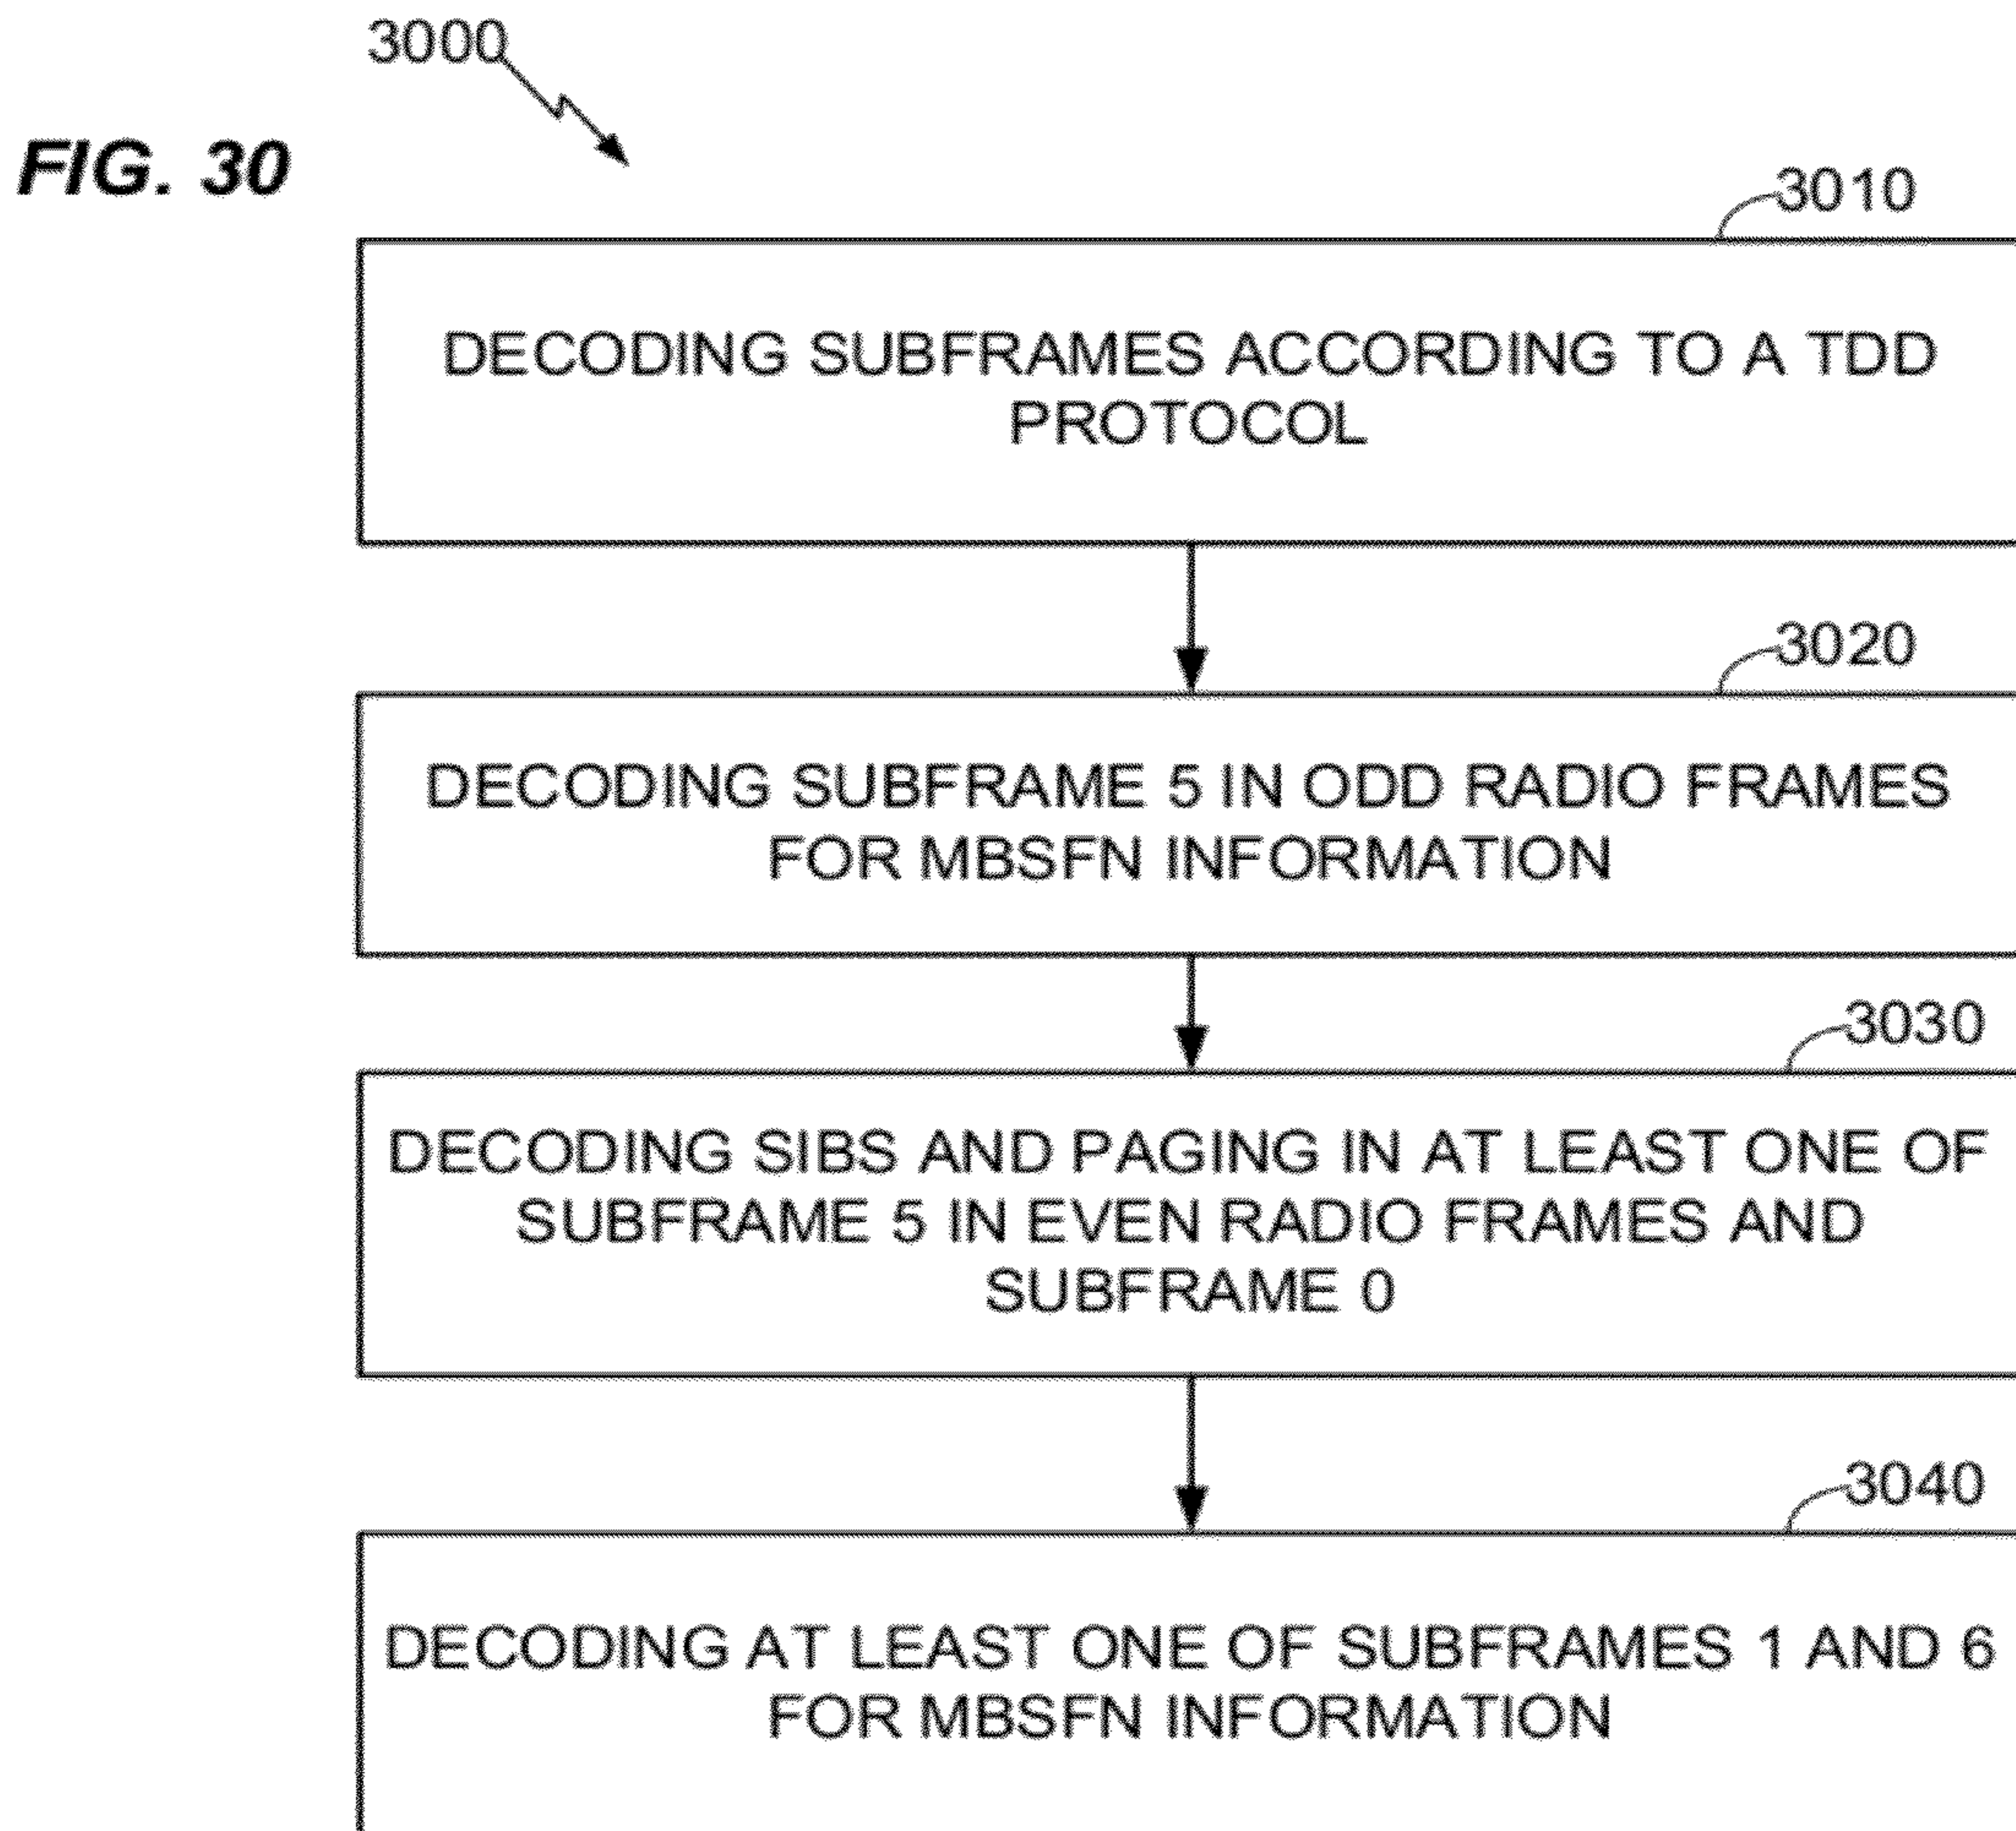 3000
FIG. 30
3010
DECODING SUBFRAMES ACCORDING TO A TDD
PROTOCOL
3020
DECODING SUBFRAME 5 IN ODD RADIO FRAMES
FOR MBSFN INFORMATION
3030
DECODING SIBS AND PAGING IN AT LEAST ONE OF
SUBFRAME 5 IN EVEN RADIO FRAMES AND
SUBFRAME 0
3040
DECODING AT LEAST ONE OF SUBFRAMES 1 AND 6
FOR MBSFN INFORMATION